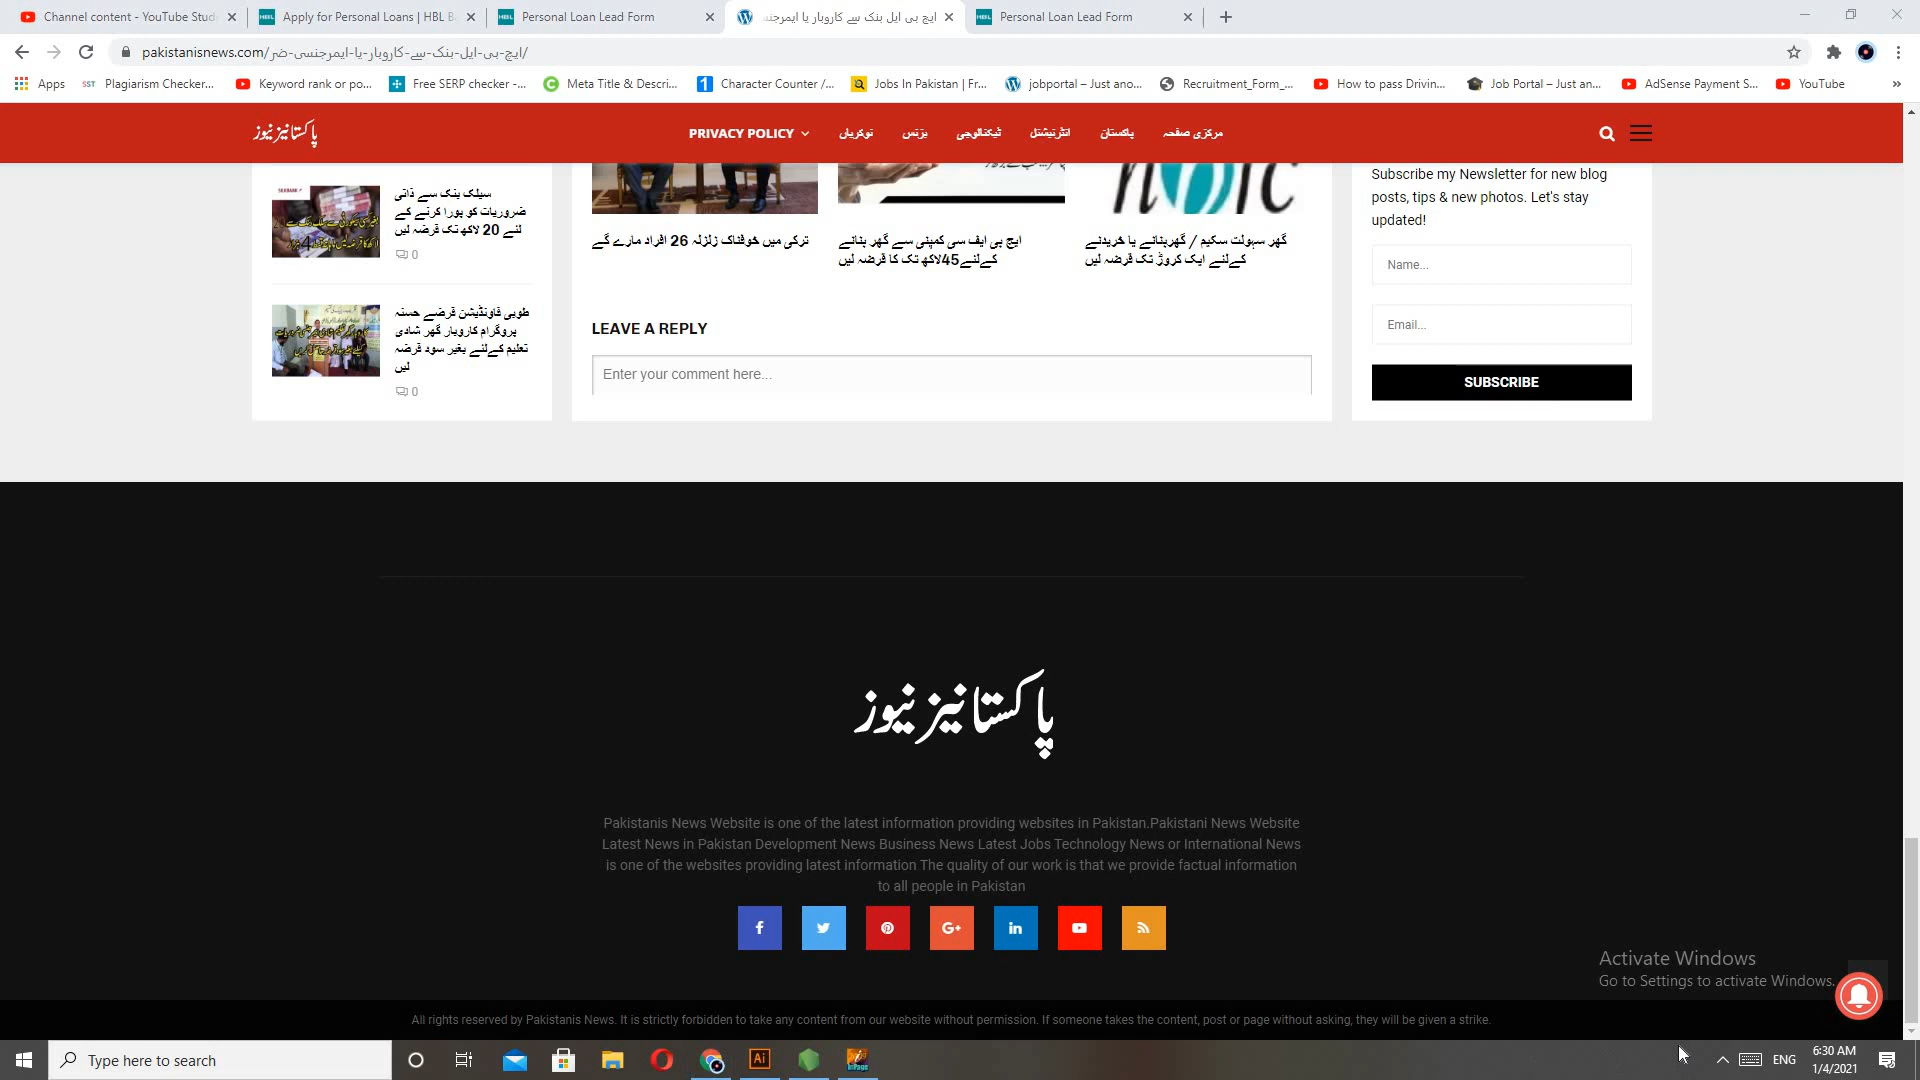 Channel content - YouTube Stud
Apply for Personal Loans | HBL B
Personal Loan Lead Form
ایچ بی ایل بنک سے کاروبار یا ایمرجنسی
Personal Loan Lead Form
pakistanisnews.com/ایچ-بی-ایل-بنک-سے-کاروبار-یا-ایمرجنسی-ضر/
Apps
SST Plagiarism Checker...
Keyword rank or po...
Free SERP checker -...
Meta Title & Descri...
1 Character Counter /...
Jobs In Pakistan | Fr...
jobportal – Just ano...
Recruitment_Form_...
How to pass Drivin...
Job Portal – Just an...
AdSense Payment S...
YouTube
»
پاکستانیز نیوز
PRIVACY POLICY
نوکریاں
بزنس
ٹیکنالوجی
انٹرنیشنل
پاکستان
مرکزی صفحہ
سیلک بنک سے ذاتی
ضروریات کو پورا کرنے کے
لئے 20 لاکھ تک قرضہ لیں
0
طوبی فاونڈیشن قرضے حسنہ
پروگرام کاروبار گھر شادی
تعلیم کےلئے بغیر سود قرضہ
لیں
0
ترکی میں خوفناک زلزلہ 26 افراد مارے گے
ایچ بی ایف سی کمپنی سے گھر بنانے
کےلئے45لاکھ تک کا قرضہ لیں
گھر سہولت سکیم / گھربنانے یا خریدنے
کےلئے ایک کروڑ تک قرضہ لیں
LEAVE A REPLY
Enter your comment here...
Subscribe my Newsletter for new blog
posts, tips & new photos. Let's stay
updated!
Name...
Email...
SUBSCRIBE
پاکستانیز نیوز
Pakistanis News Website is one of the latest information providing websites in Pakistan.Pakistani News Website
Latest News in Pakistan Development News Business News Latest Jobs Technology News or International News
is one of the websites providing latest information The quality of our work is that we provide factual information
to all people in Pakistan
Activate Windows
Go to Settings to activate Windows.
All rights reserved by Pakistanis News. It is strictly forbidden to take any content from our website without permission. If someone takes the content, post or page without asking, they will be given a strike.
Type here to search
Ai
ENG
6:30 AM
1/4/2021